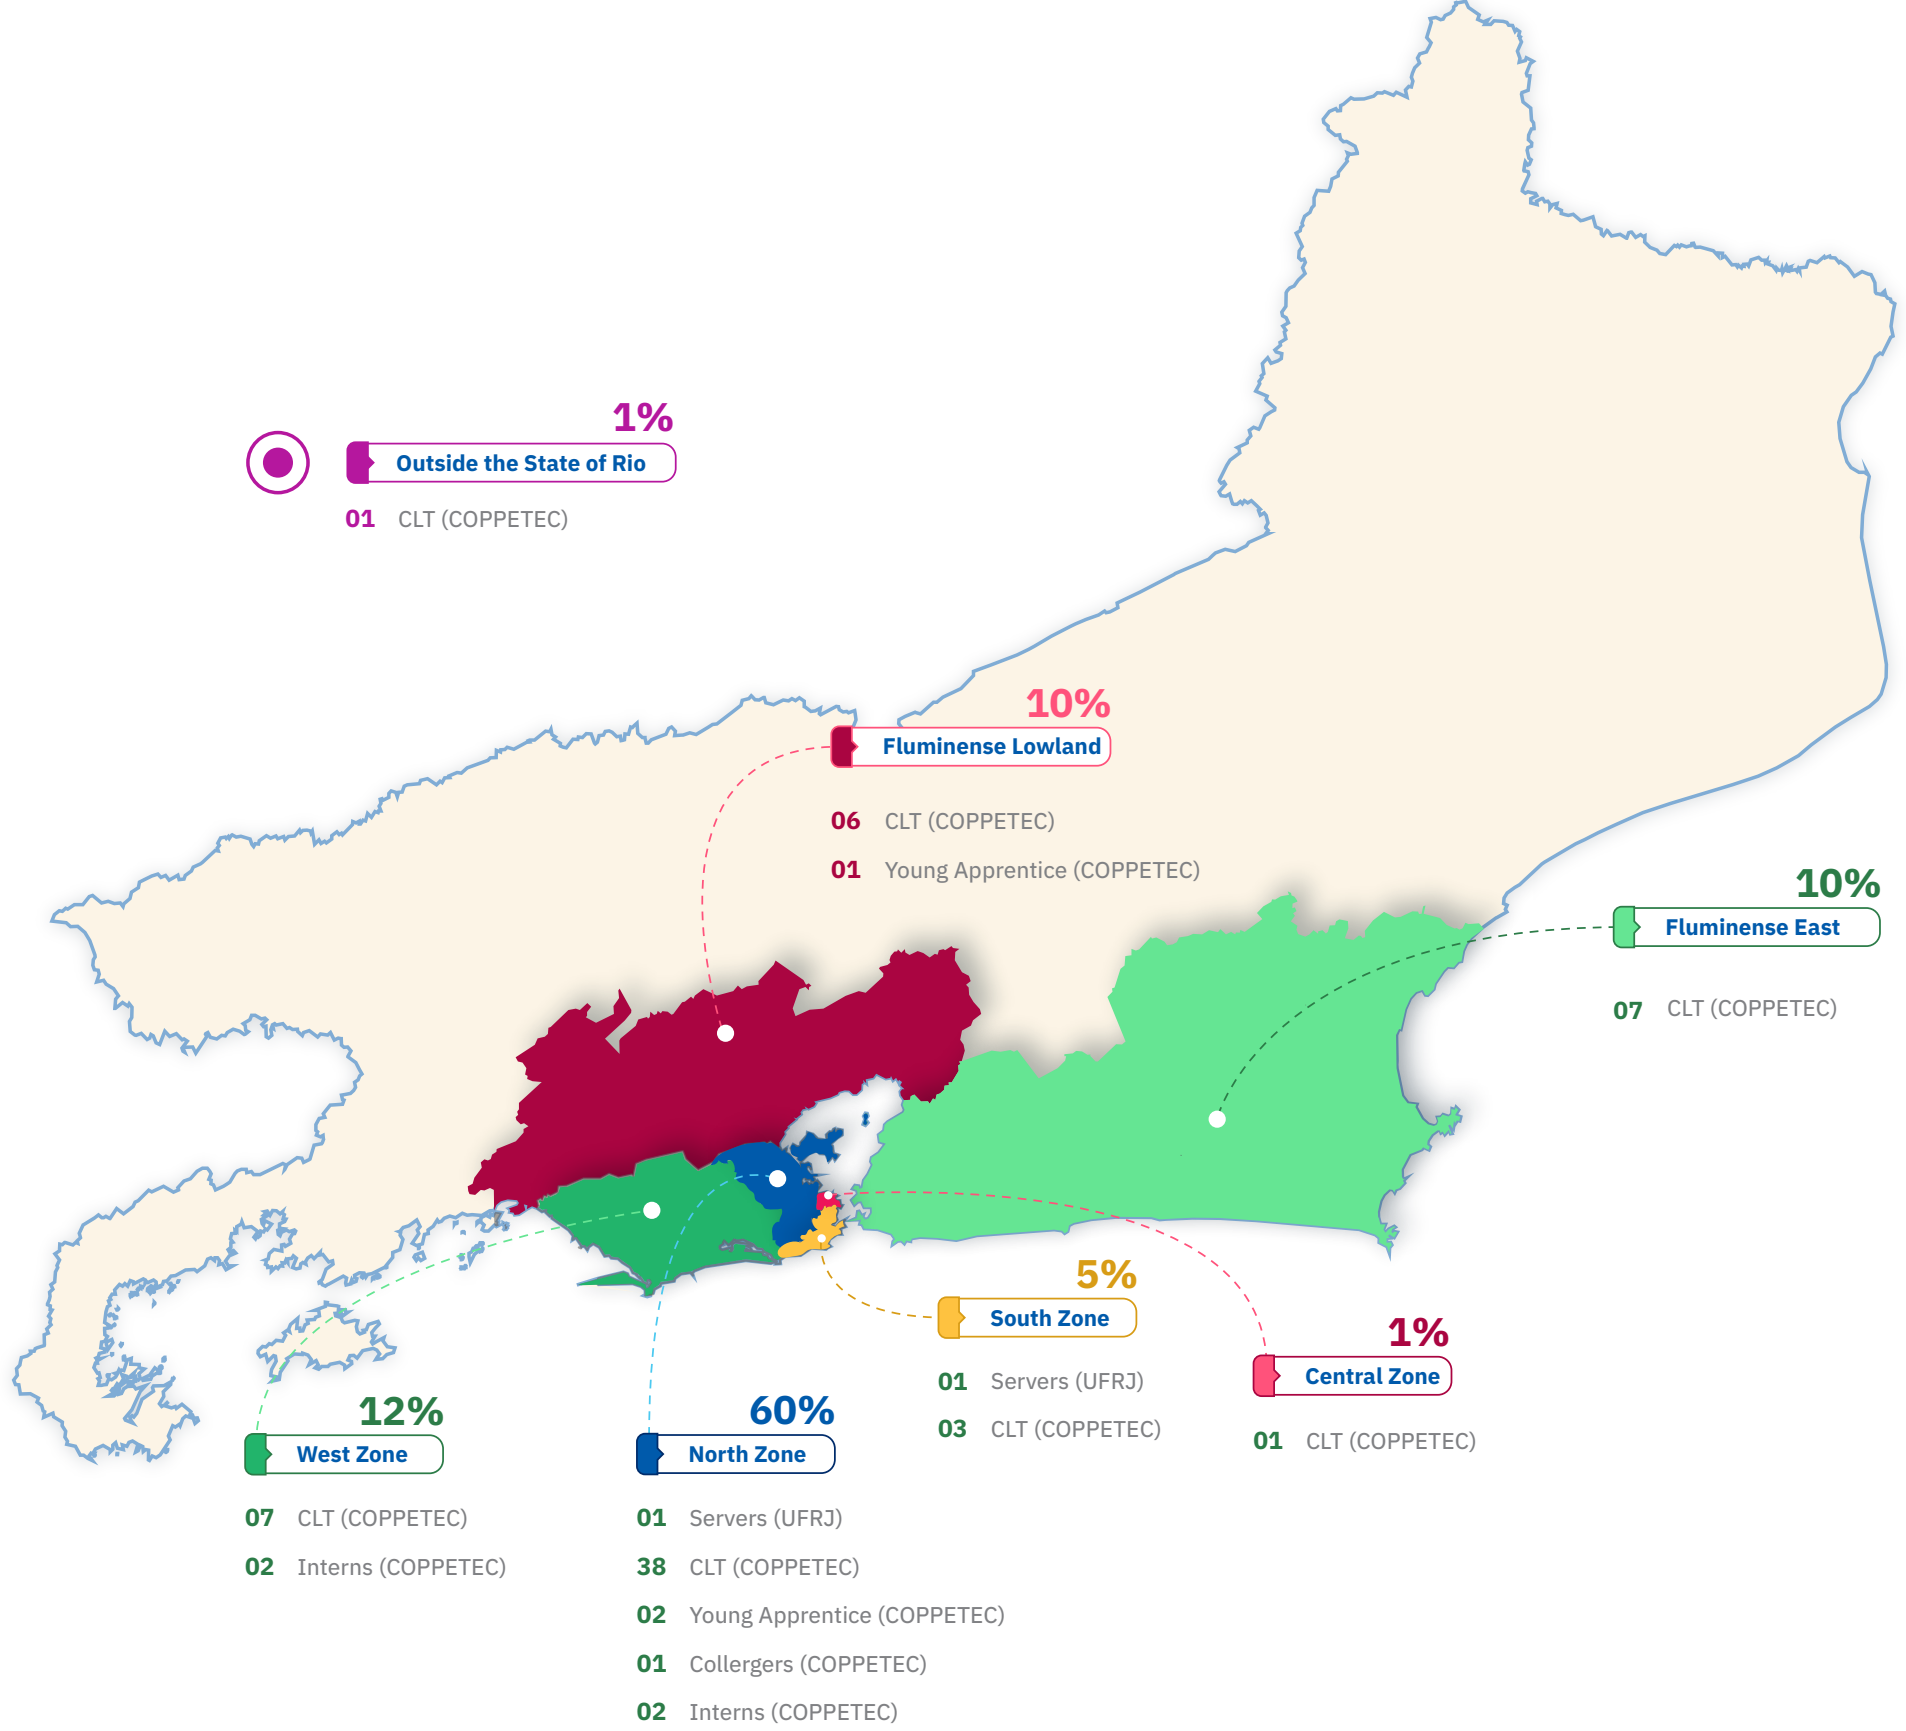 1%
Outside the State of Rio
01 CLT (COPPETEC)
10%
Fluminense Lowland
06 CLT (COPPETEC)
01 Young Apprentice (COPPETEC)
10%
Fluminense East
07 CLT (COPPETEC)
5%
South Zone
01 Servers (UFRJ)
03 CLT (COPPETEC)
1%
Central Zone
01 CLT (COPPETEC)
12%
West Zone
07 CLT (COPPETEC)
02 Interns (COPPETEC)
60%
North Zone
01 Servers (UFRJ)
38 CLT (COPPETEC)
02 Young Apprentice (COPPETEC)
01 Collergers (COPPETEC)
02 Interns (COPPETEC)